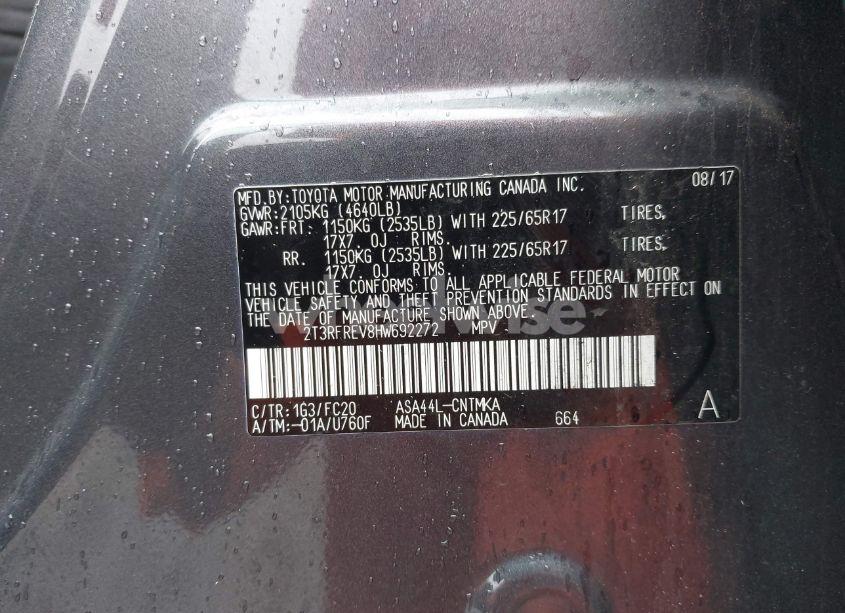 MFD.BY:TOYOTA MOTOR MANUFACTURING CANADA INC. 08/17
GVWR:2105KG (4640LB)
GAWR:FRT. 1150KG (2535LB) WITH 225/65R17 TIRES,
17X7.0J RIMS.
RR. 1150KG (2535LB) WITH 225/65R17 TIRES,
17X7.0J RIMS.
THIS VEHICLE CONFORMS TO ALL APPLICABLE FEDERAL MOTOR
VEHICLE SAFETY AND THEFT PREVENTION STANDARDS IN EFFECT ON
THE DATE OF MANUFACTURE SHOWN ABOVE.
2T3RFREV8HW692272 MPV
C/TR:1G3/FC20 ASA44L-CNTMKA
A/TM:-01A/U760F MADE IN CANADA 664 A